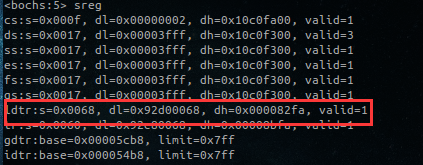 <bochs:5> sreg
cs:s=0x000f, dl=0x00000002, dh=0x10c0fa00, valid=1
ds:s=0x0017, dl=0x00003fff, dh=0x10c0f300, valid=3
ss:s=0x0017, dl=0x00003fff, dh=0x10c0f300, valid=1
es:s=0x0017, dl=0x00003fff, dh=0x10c0f300, valid=1
fs:s=0x0017, dl=0x00003fff, dh=0x10c0f300, valid=1
gs:s=0x0017, dl=0x00003fff, dh=0x10c0f300, valid=1
ldtr:s=0x0068, dl=0x92d00068, dh=0x000082fa, valid=1
tr:s=0x0060, dl=0x92e80068, dh=0x00008bfa, valid=1
gdtr:base=0x00005cb8, limit=0x7ff
idtr:base=0x000054b8, limit=0x7ff